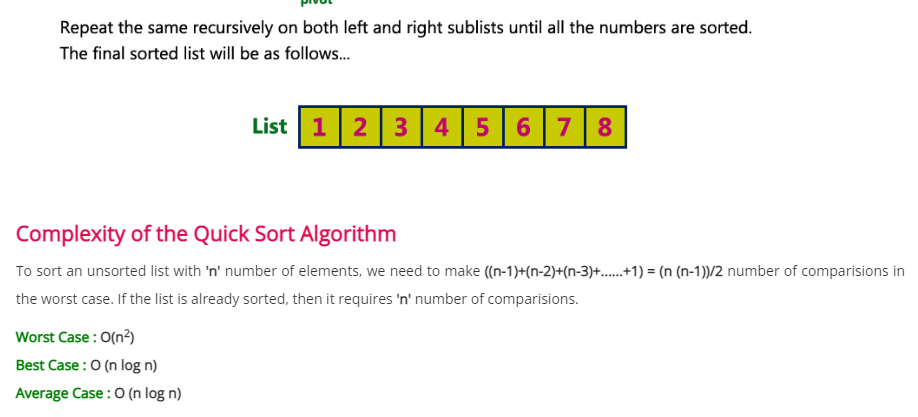 pivot
Repeat the same recursively on both left and right sublists until all the numbers are sorted.
The final sorted list will be as follows...
List 1 2 3 4 5 6 7 8
Complexity of the Quick Sort Algorithm
To sort an unsorted list with 'n' number of elements, we need to make ((n-1)+(n-2)+(n-3)+......+1) = (n (n-1))/2 number of comparisions in
the worst case. If the list is already sorted, then it requires 'n' number of comparisions.
Worst Case : O(n²)
Best Case : O (n log n)
Average Case : O (n log n)